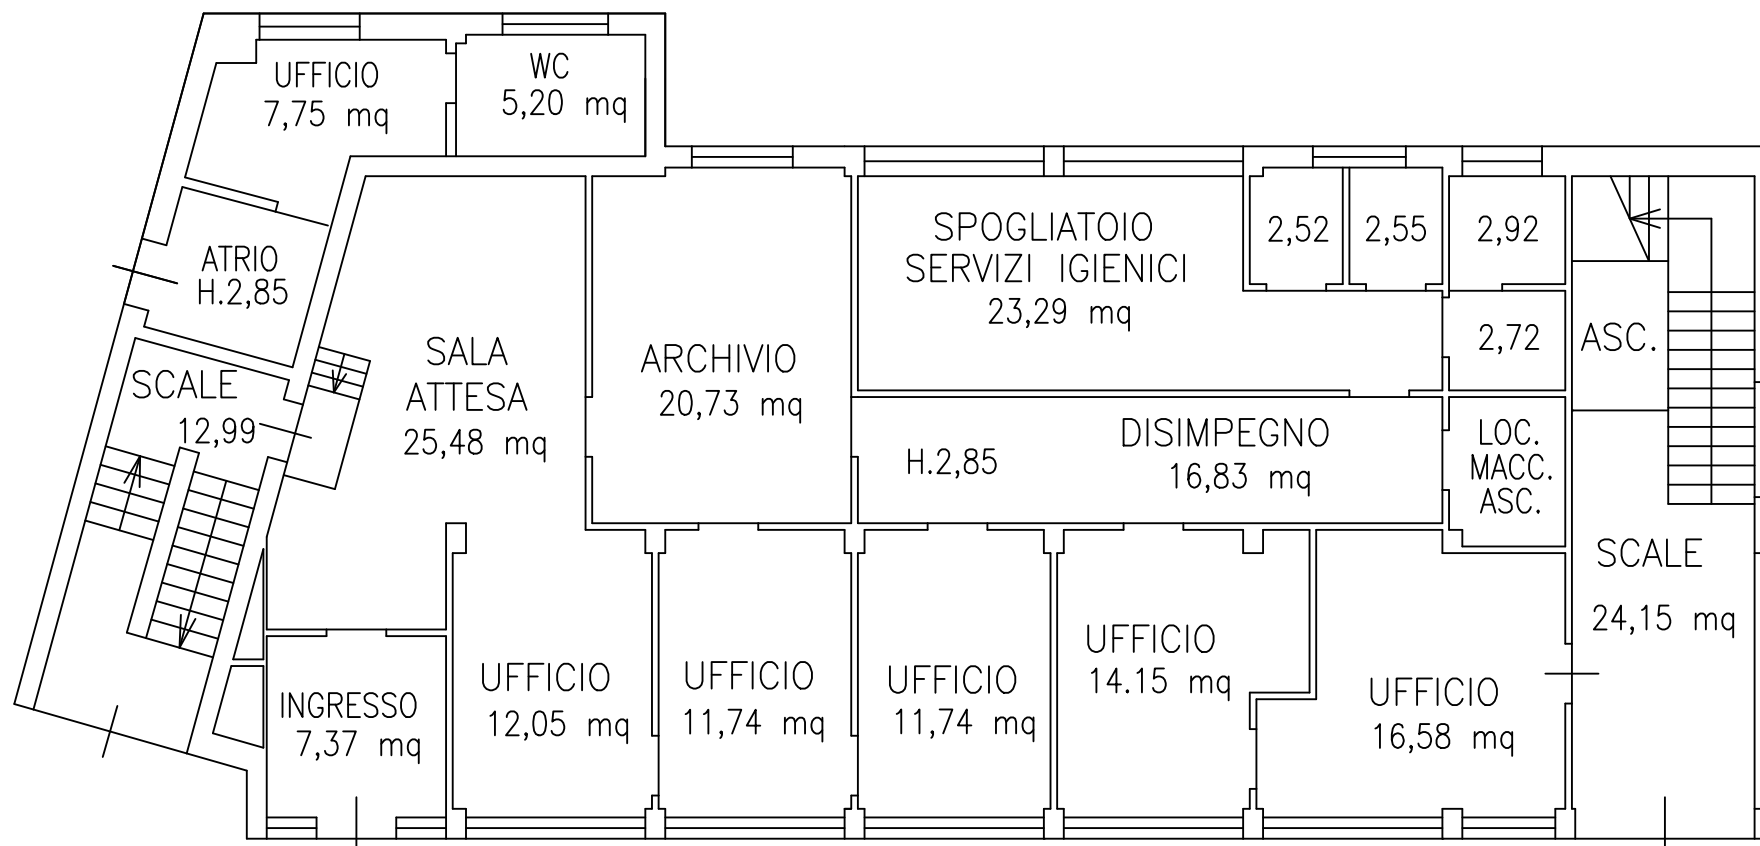 UFFICIO
7,75 mq
WC
5,20 mq
ATRIO
H.2,85
SCALE
12,99
SALA
ATTESA
25,48 mq
ARCHIVIO
20,73 mq
SPOGLIATOIO
SERVIZI IGIENICI
23,29 mq
2,52
2,55
2,92
2,72
ASC.
DISIMPEGNO
16,83 mq
H.2,85
LOC.
MACC.
ASC.
SCALE
24,15 mq
INGRESSO
7,37 mq
UFFICIO
12,05 mq
UFFICIO
11,74 mq
UFFICIO
11,74 mq
UFFICIO
14.15 mq
UFFICIO
16,58 mq